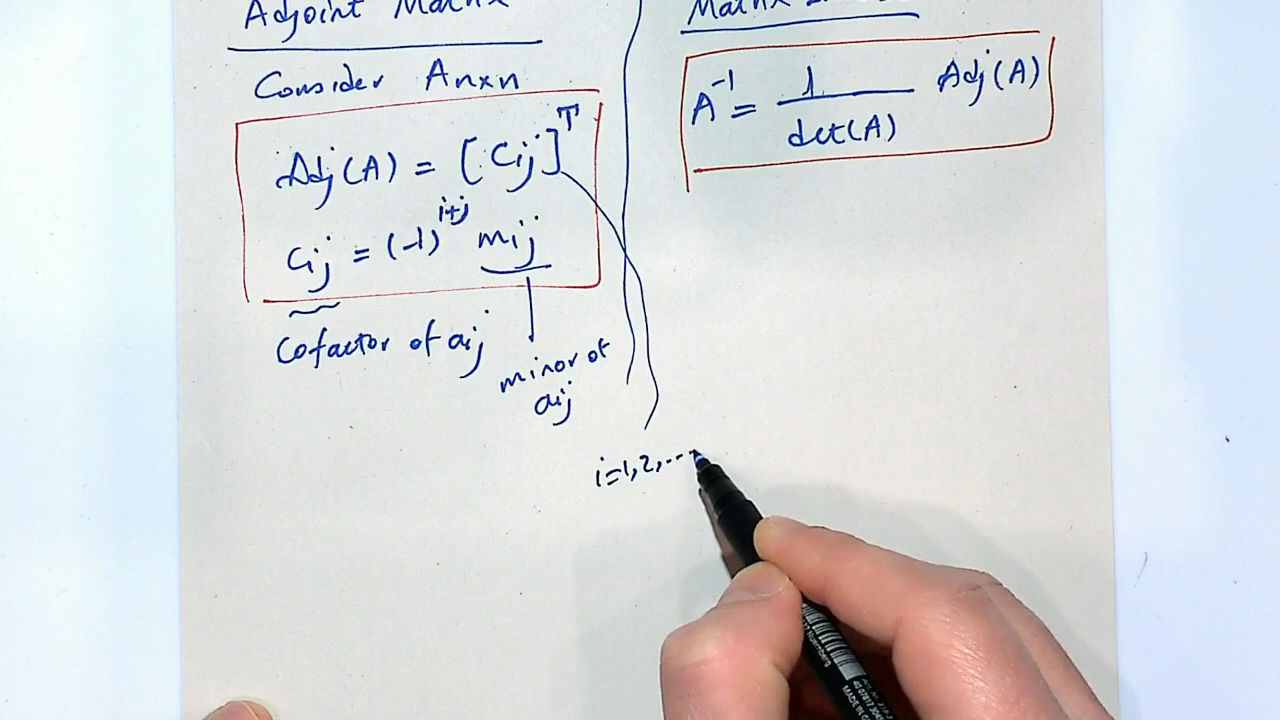 Adjoint Matrix
Consider Anxn
Adj(A) = [Cij]ᵀ
Cij = (-1)ⁱ⁺ʲ mij
Cofactor of aij
minor of
aij
i=1,2,...
Matrix
A⁻¹ = 1/det(A) Adj(A)